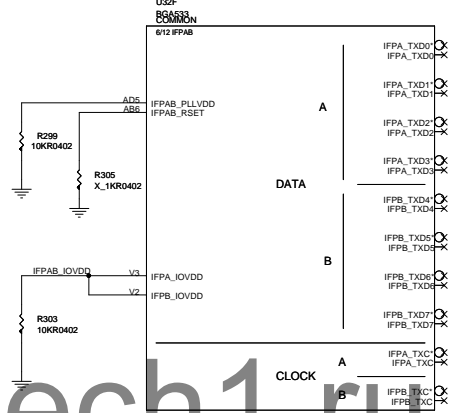 U32F
BGA533
COMMON
6/12 IFPAB
AD5 IFPAB_PLLVDD
AB6 IFPAB_RSET
R299
10KR0402
R305
X_1KR0402
IFPAB_IOVDD
V3 IFPA_IOVDD
V2 IFPB_IOVDD
R303
10KR0402
A
DATA
B
CLOCK
A
B
IFPA_TXD0*
IFPA_TXD0
IFPA_TXD1*
IFPA_TXD1
IFPA_TXD2*
IFPA_TXD2
IFPA_TXD3*
IFPA_TXD3
IFPB_TXD4*
IFPB_TXD4
IFPB_TXD5*
IFPB_TXD5
IFPB_TXD6*
IFPB_TXD6
IFPB_TXD7*
IFPB_TXD7
IFPA_TXC*
IFPA_TXC
IFPB_TXC*
IFPB_TXC
ech1.ru